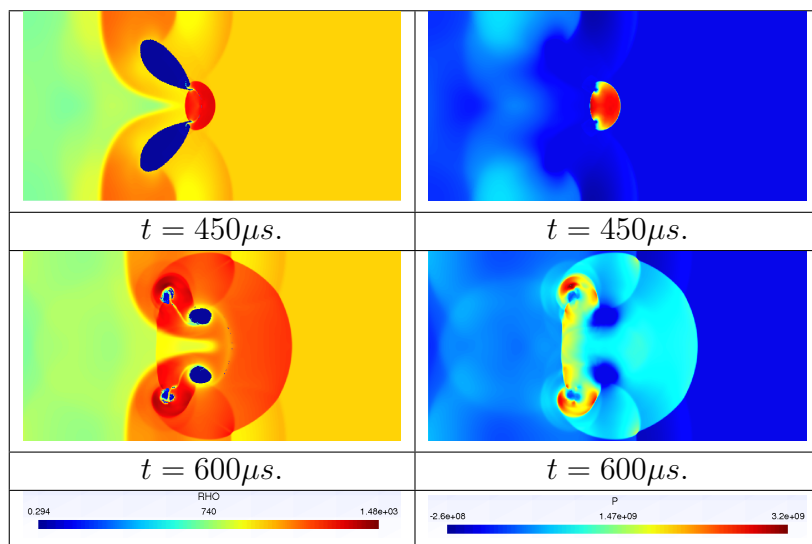 t = 450μs. t = 450μs.
t = 600μs. t = 600μs.
RHO
0.294 740 1.48e+03
P
-2.6e+08 1.47e+09 3.2e+09